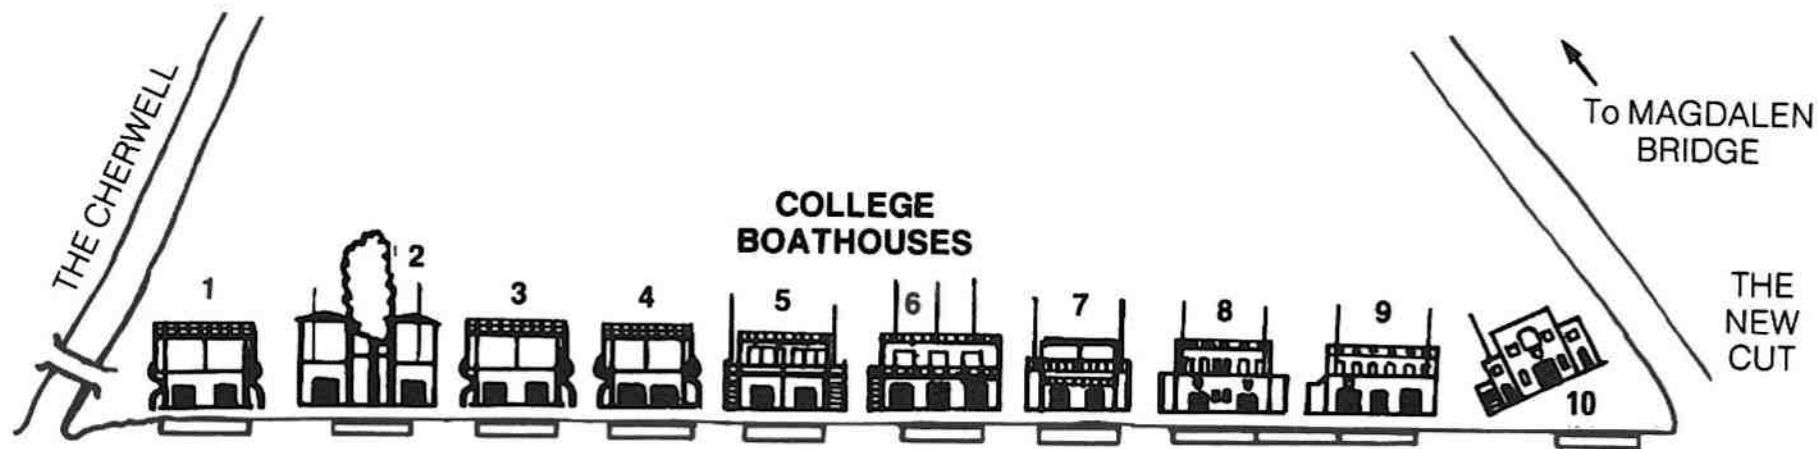 THE CHERWELL
COLLEGE
BOATHOUSES
To MAGDALEN
BRIDGE
THE
NEW
CUT
1
2
3
4
5
6
7
8
9
10